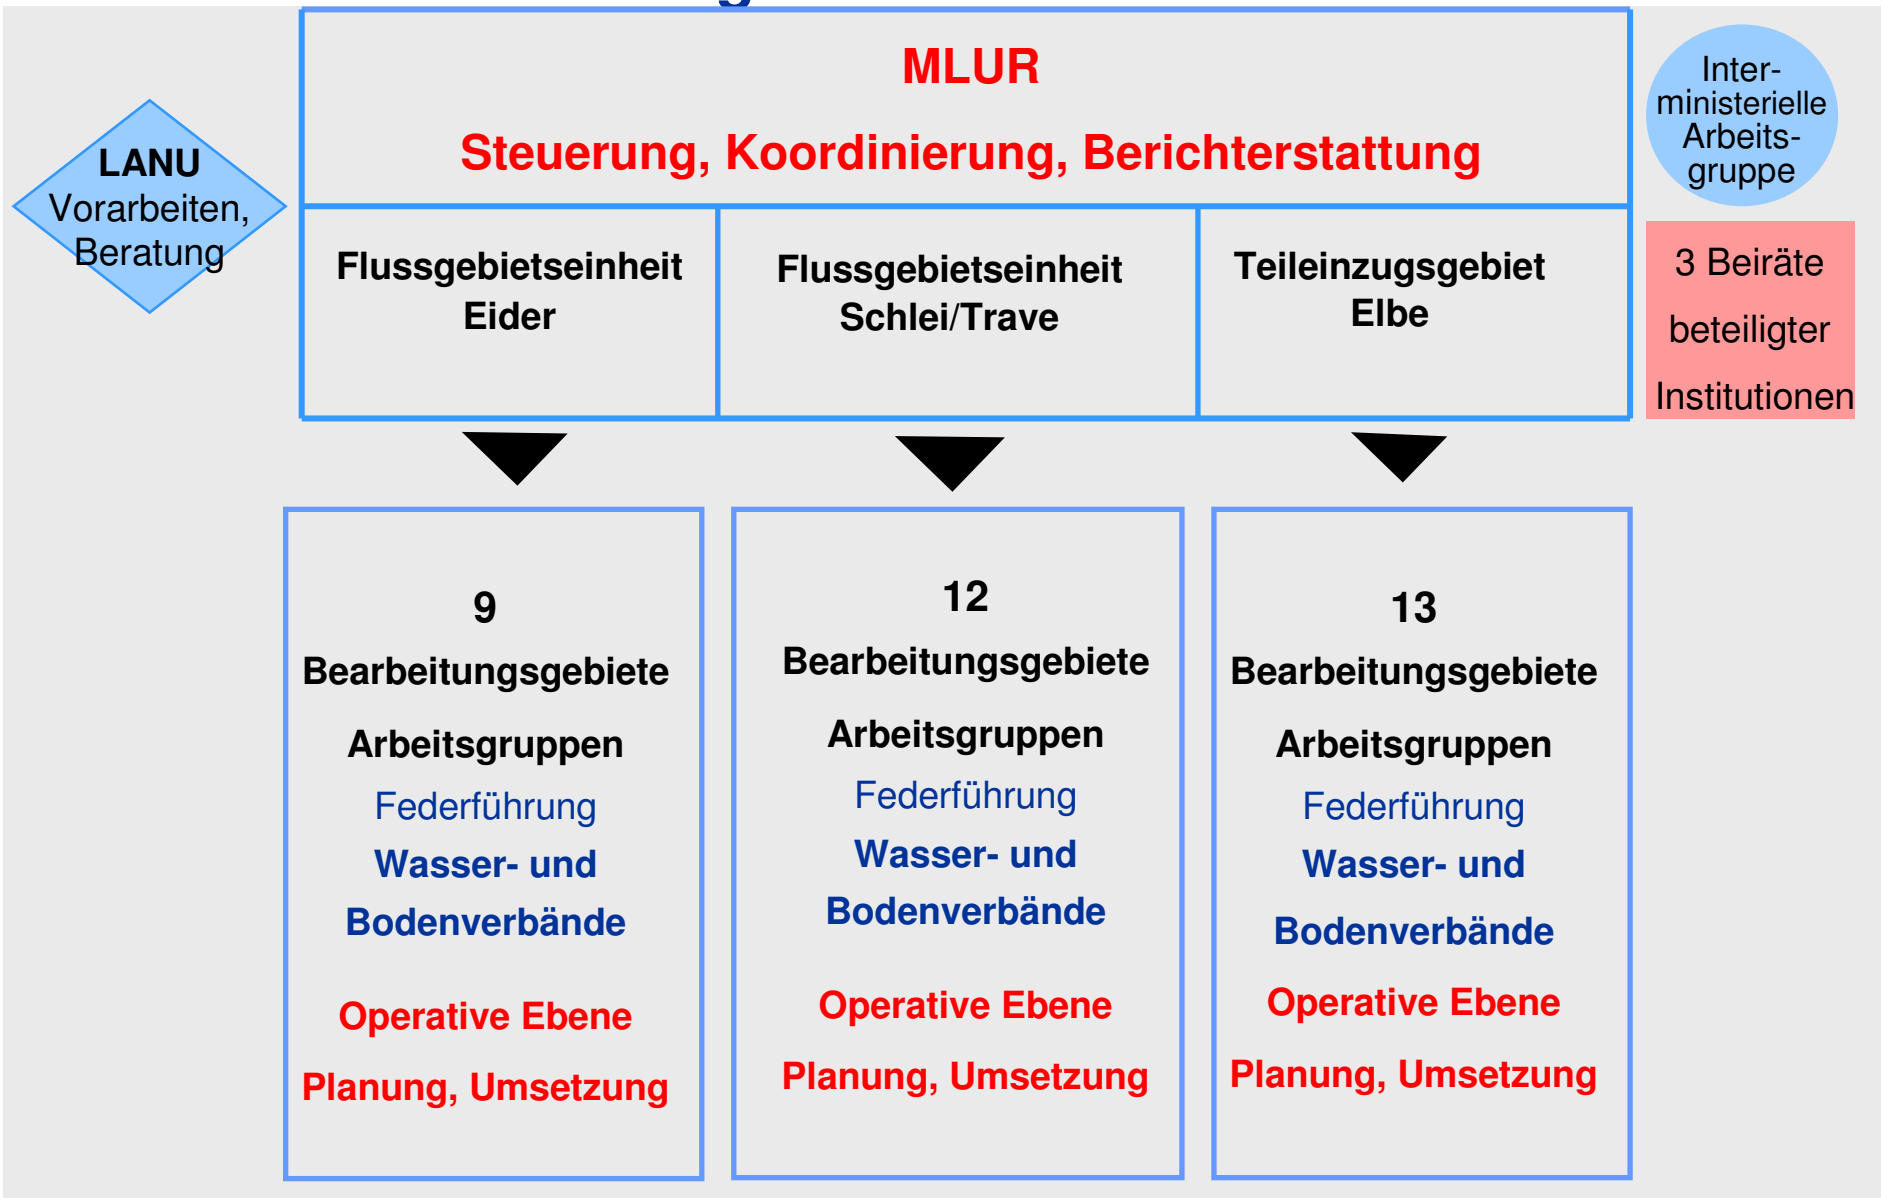 MLUR
Steuerung, Koordinierung, Berichterstattung
LANU
Vorarbeiten,
Beratung
Inter-
ministerielle
Arbeits-
gruppe
3 Beiräte
beteiligter
Institutionen
Flussgebietseinheit
Eider
Flussgebietseinheit
Schlei/Trave
Teileinzugsgebiet
Elbe
9
Bearbeitungsgebiete
Arbeitsgruppen
Federführung
Wasser- und
Bodenverbände
Operative Ebene
Planung, Umsetzung
12
Bearbeitungsgebiete
Arbeitsgruppen
Federführung
Wasser- und
Bodenverbände
Operative Ebene
Planung, Umsetzung
13
Bearbeitungsgebiete
Arbeitsgruppen
Federführung
Wasser- und
Bodenverbände
Operative Ebene
Planung, Umsetzung